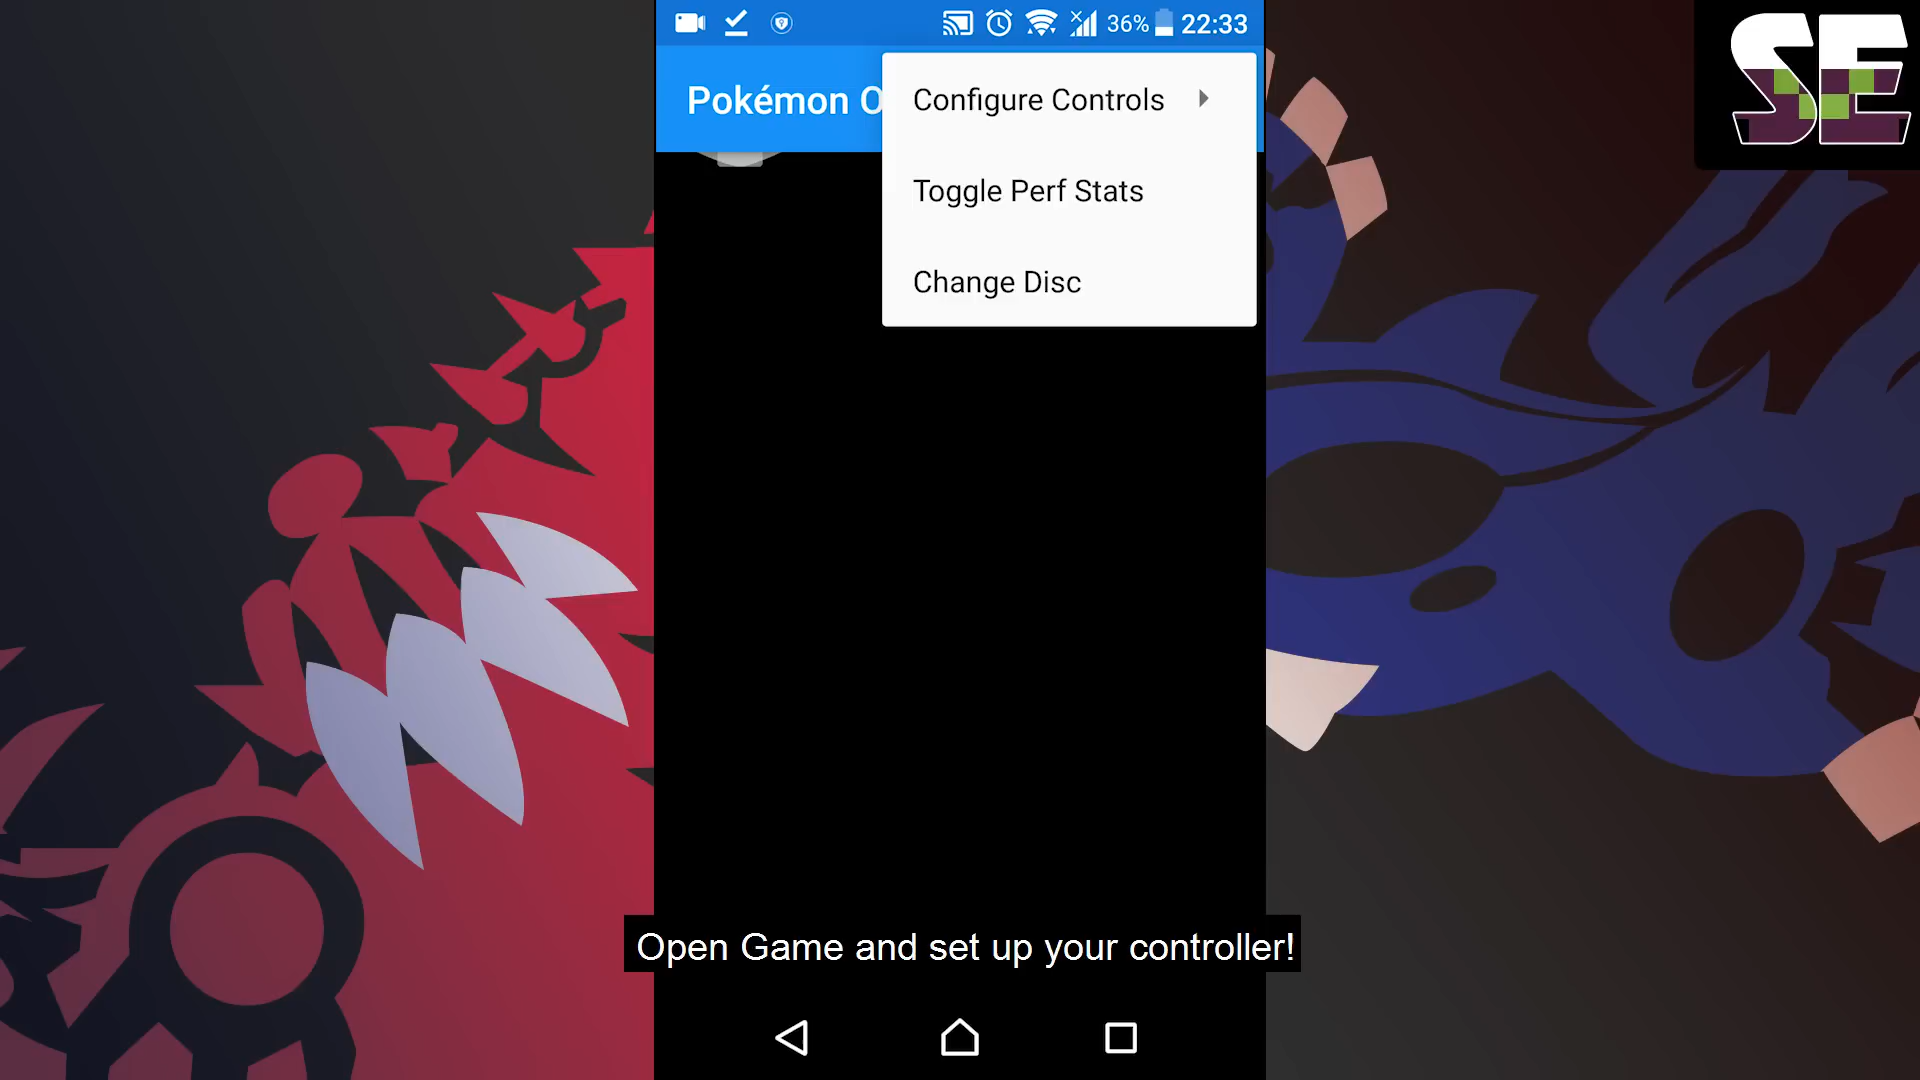 36% 22:33
SE
Pokémon O
Configure Controls
Toggle Perf Stats
Change Disc
Open Game and set up your controller!